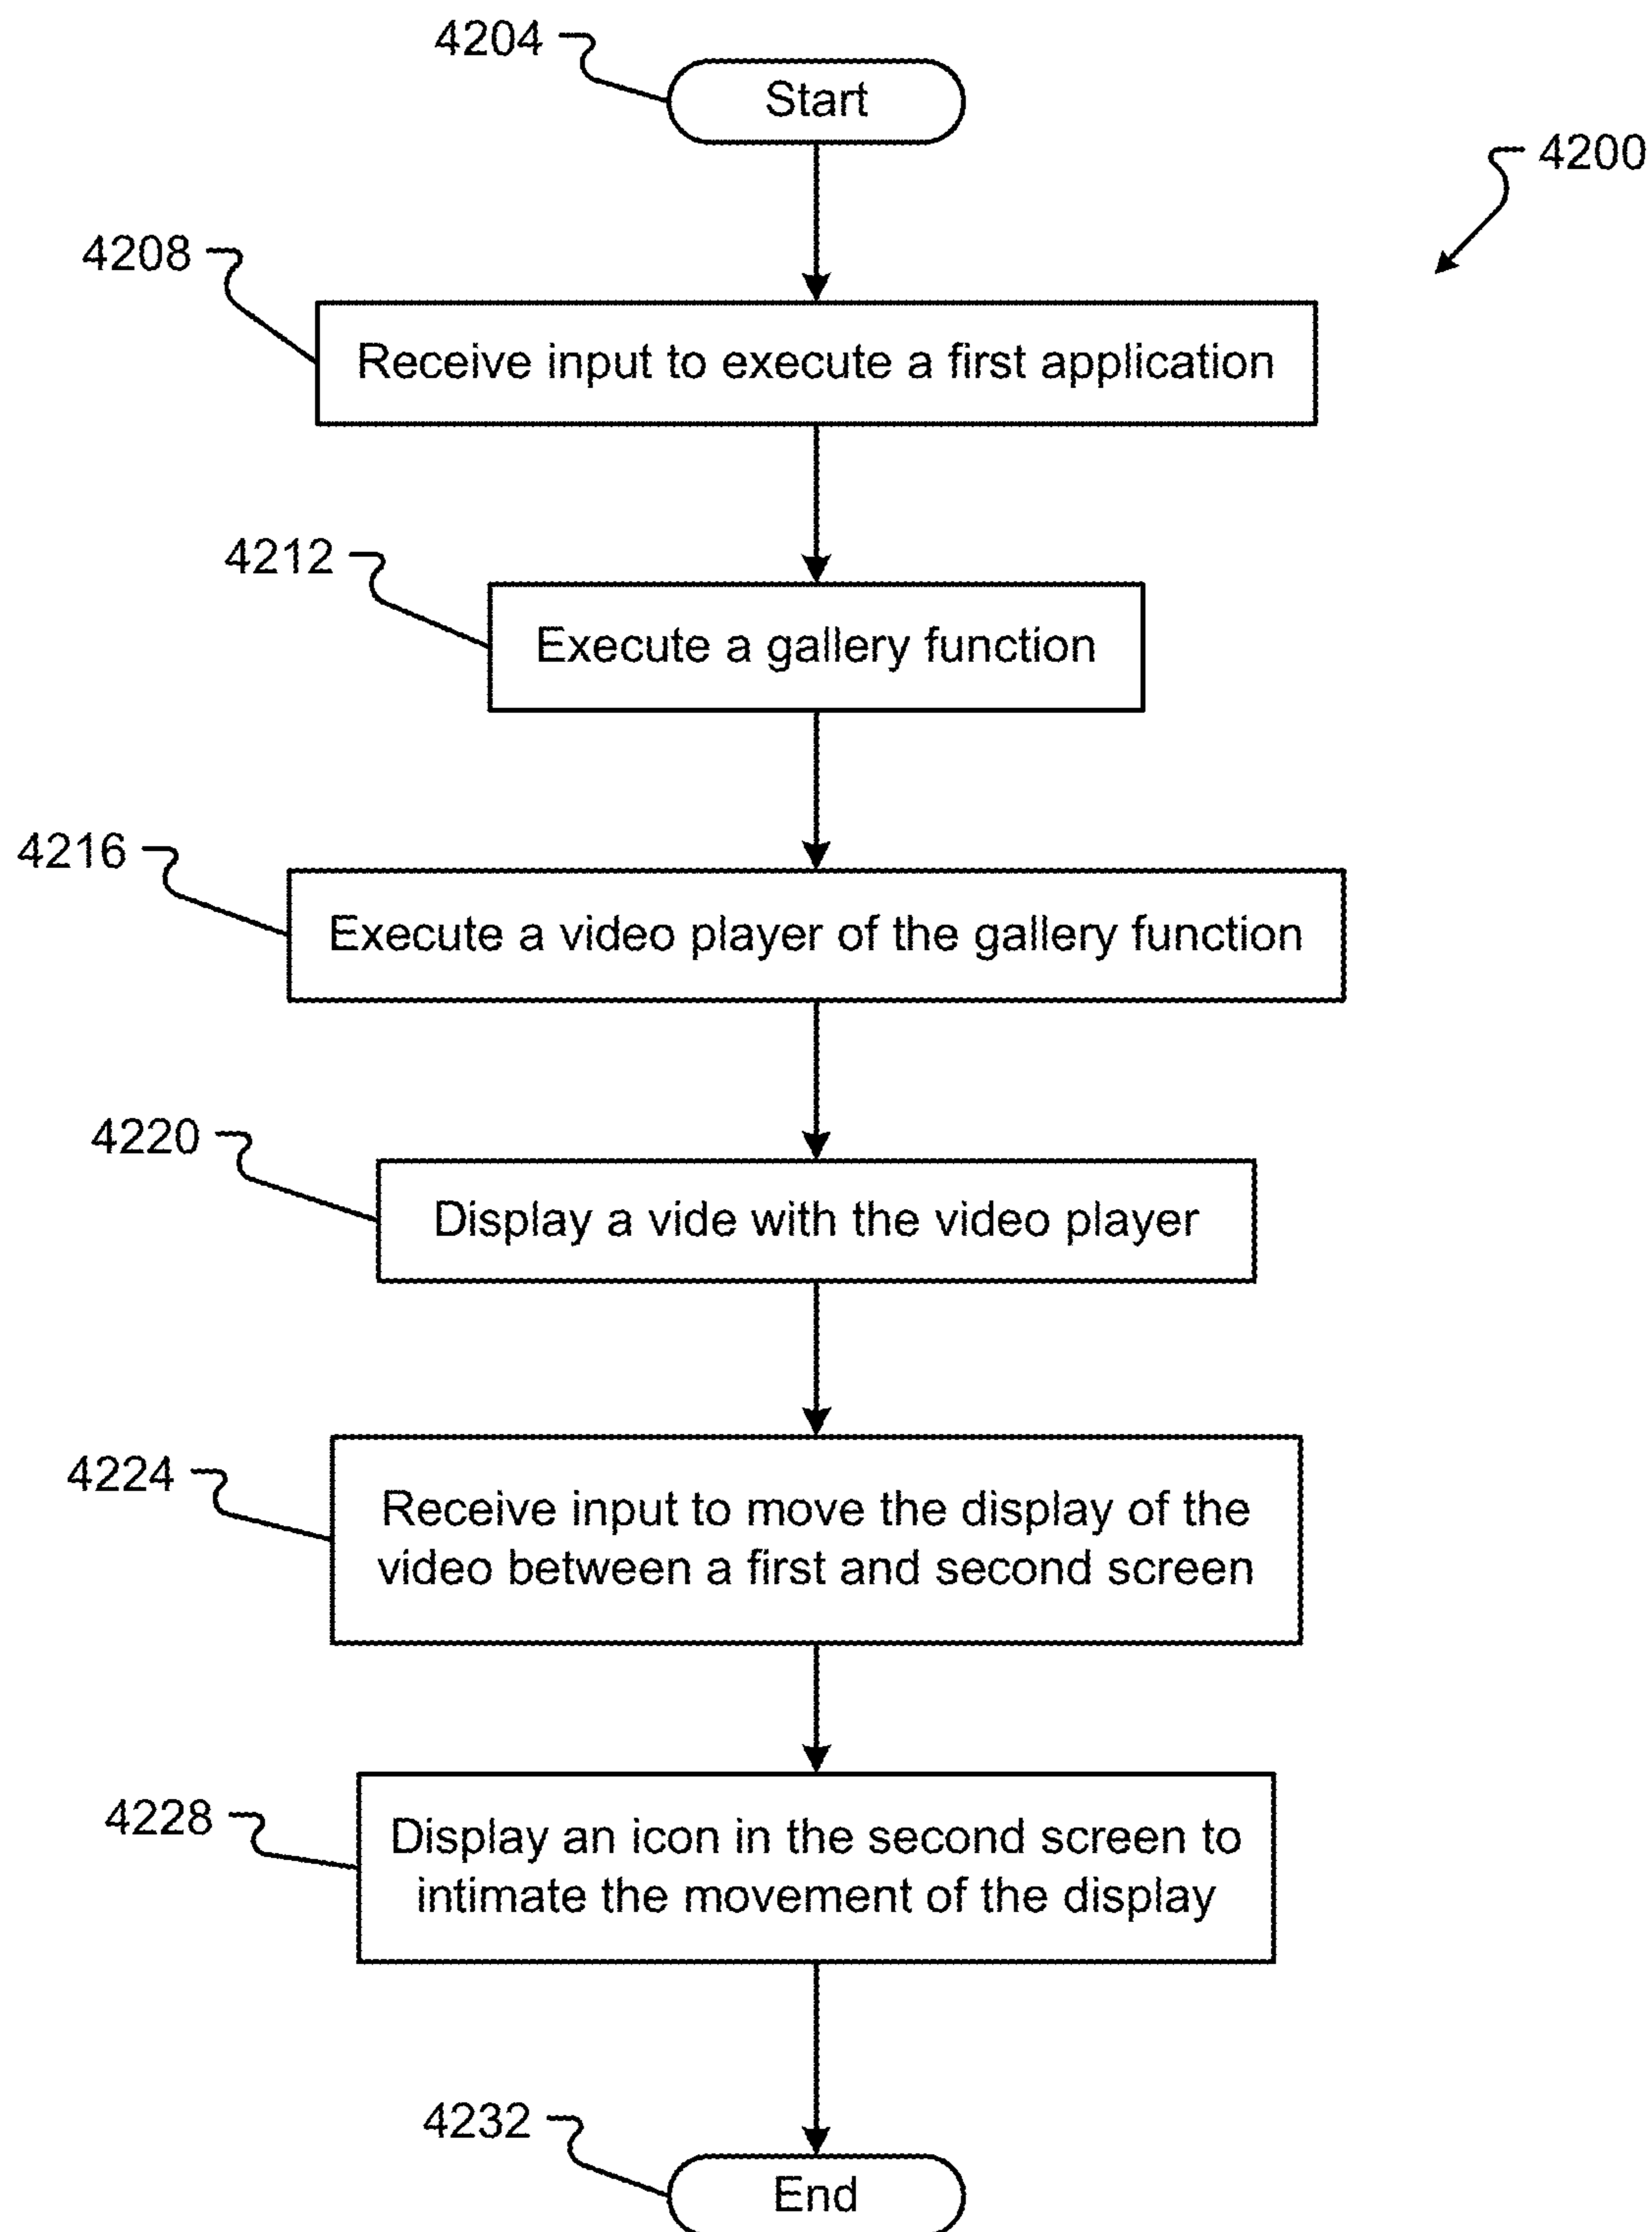 4204
Start
4200
4208
Receive input to execute a first application
4212
Execute a gallery function
4216
Execute a video player of the gallery function
4220
Display a vide with the video player
4224
Receive input to move the display of the
video between a first and second screen
4228
Display an icon in the second screen to
intimate the movement of the display
4232
End